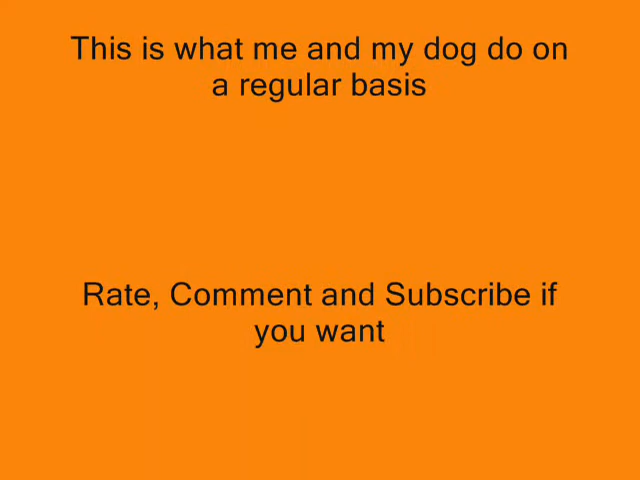 This is what me and my dog do on
a regular basis
Rate, Comment and Subscribe if
you want